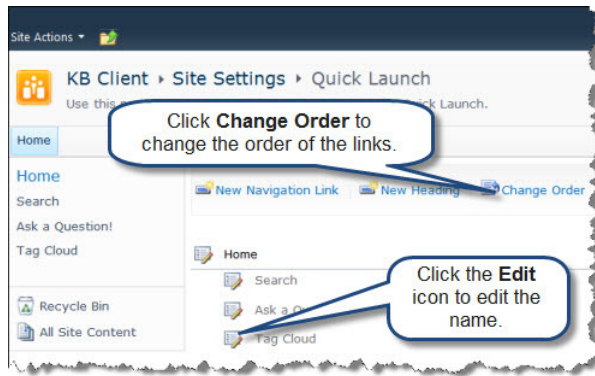 Site Actions
KB Client › Site Settings › Quick Launch
Use this Quick Launch.
Click Change Order to
change the order of the links.
Home
Home
Search
Ask a Question!
Tag Cloud
Recycle Bin
All Site Content
New Navigation Link New Heading Change Order
Home
Search
Ask a
Tag Cloud
Click the Edit
icon to edit the
name.